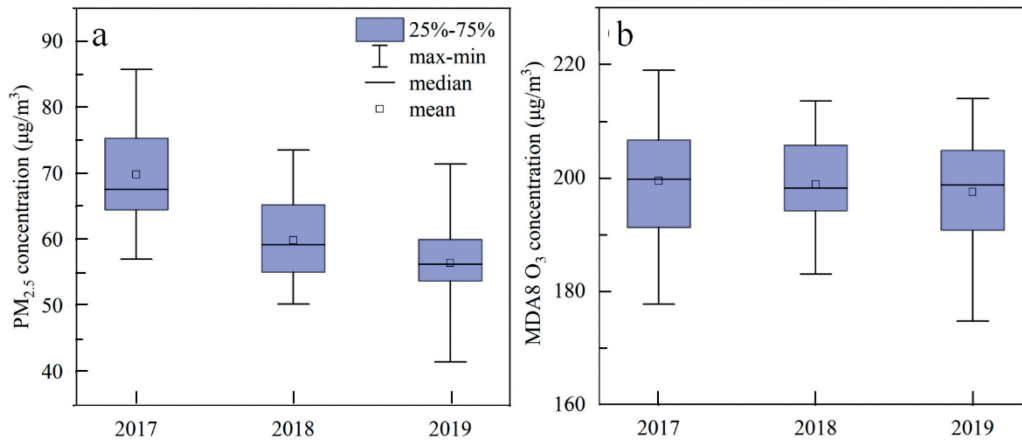 a
25%-75%
max-min
median
mean
PM2.5 concentration (μg/m³)
90
80
70
60
50
40
2017 2018 2019
b
MDA8 O3 concentration (μg/m³)
220
200
180
160
2017 2018 2019